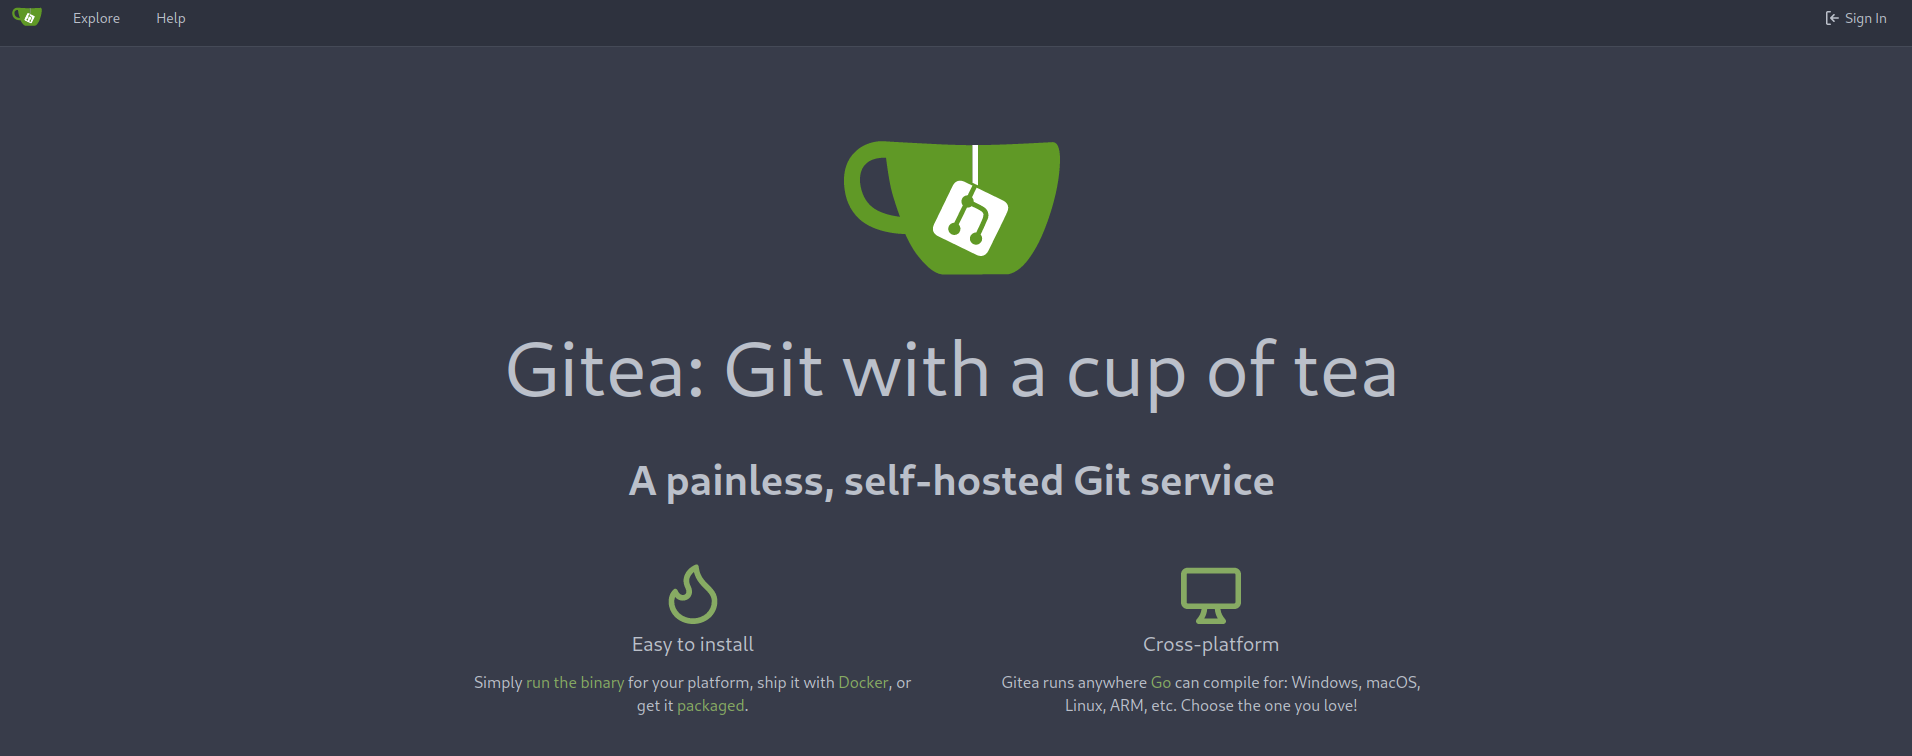 Explore Help Sign In
Gitea: Git with a cup of tea
A painless, self-hosted Git service
Easy to install
Simply run the binary for your platform, ship it with Docker, or
get it packaged.
Cross-platform
Gitea runs anywhere Go can compile for: Windows, macOS,
Linux, ARM, etc. Choose the one you love!